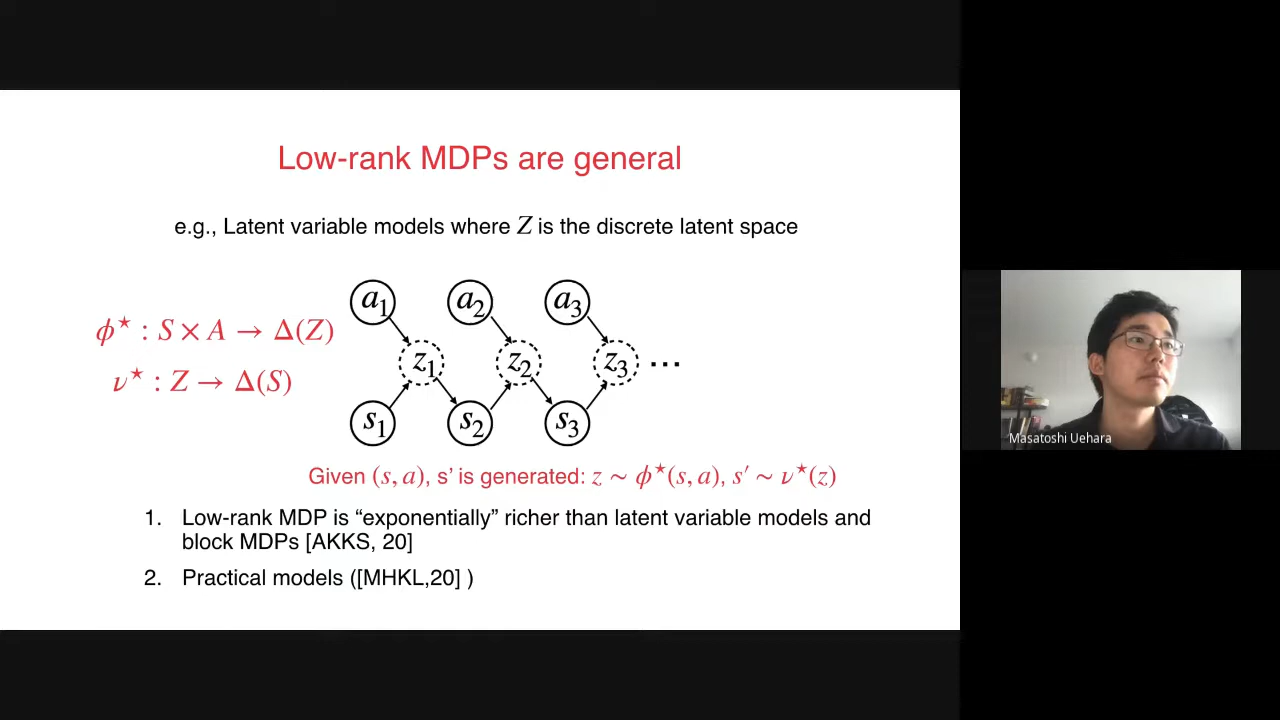 Low-rank MDPs are general
e.g., Latent variable models where Z is the discrete latent space
ϕ* : S × A → Δ(Z)
ν* : Z → Δ(S)
a₁ a₂ a₃
z₁ z₂ z₃ ...
s₁ s₂ s₃
Given (s, a), s' is generated: z ~ ϕ*(s, a), s′ ~ ν*(z)
1. Low-rank MDP is “exponentially” richer than latent variable models and
block MDPs [AKKS, 20]
2. Practical models ([MHKL,20] )
Masatoshi Uehara